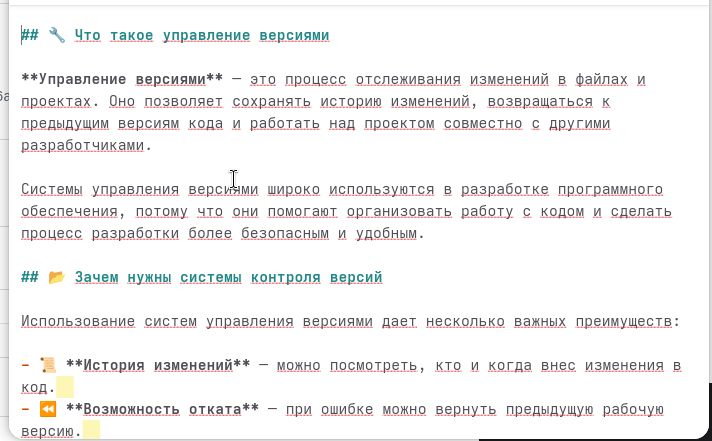 ## 🔧 Что такое управление версиями
**Управление версиями** — это процесс отслеживания изменений в файлах и
проектах. Оно позволяет сохранять историю изменений, возвращаться к
предыдущим версиям кода и работать над проектом совместно с другими
разработчиками.
Системы управления версиями широко используются в разработке программного
обеспечения, потому что они помогают организовать работу с кодом и сделать
процесс разработки более безопасным и удобным.
## 📂 Зачем нужны системы контроля версий
Использование систем управления версиями дает несколько важных преимуществ:
- 📜 **История изменений** — можно посмотреть, кто и когда внес изменения в
код.
- ⏪ **Возможность отката** — при ошибке можно вернуть предыдущую рабочую
версию.